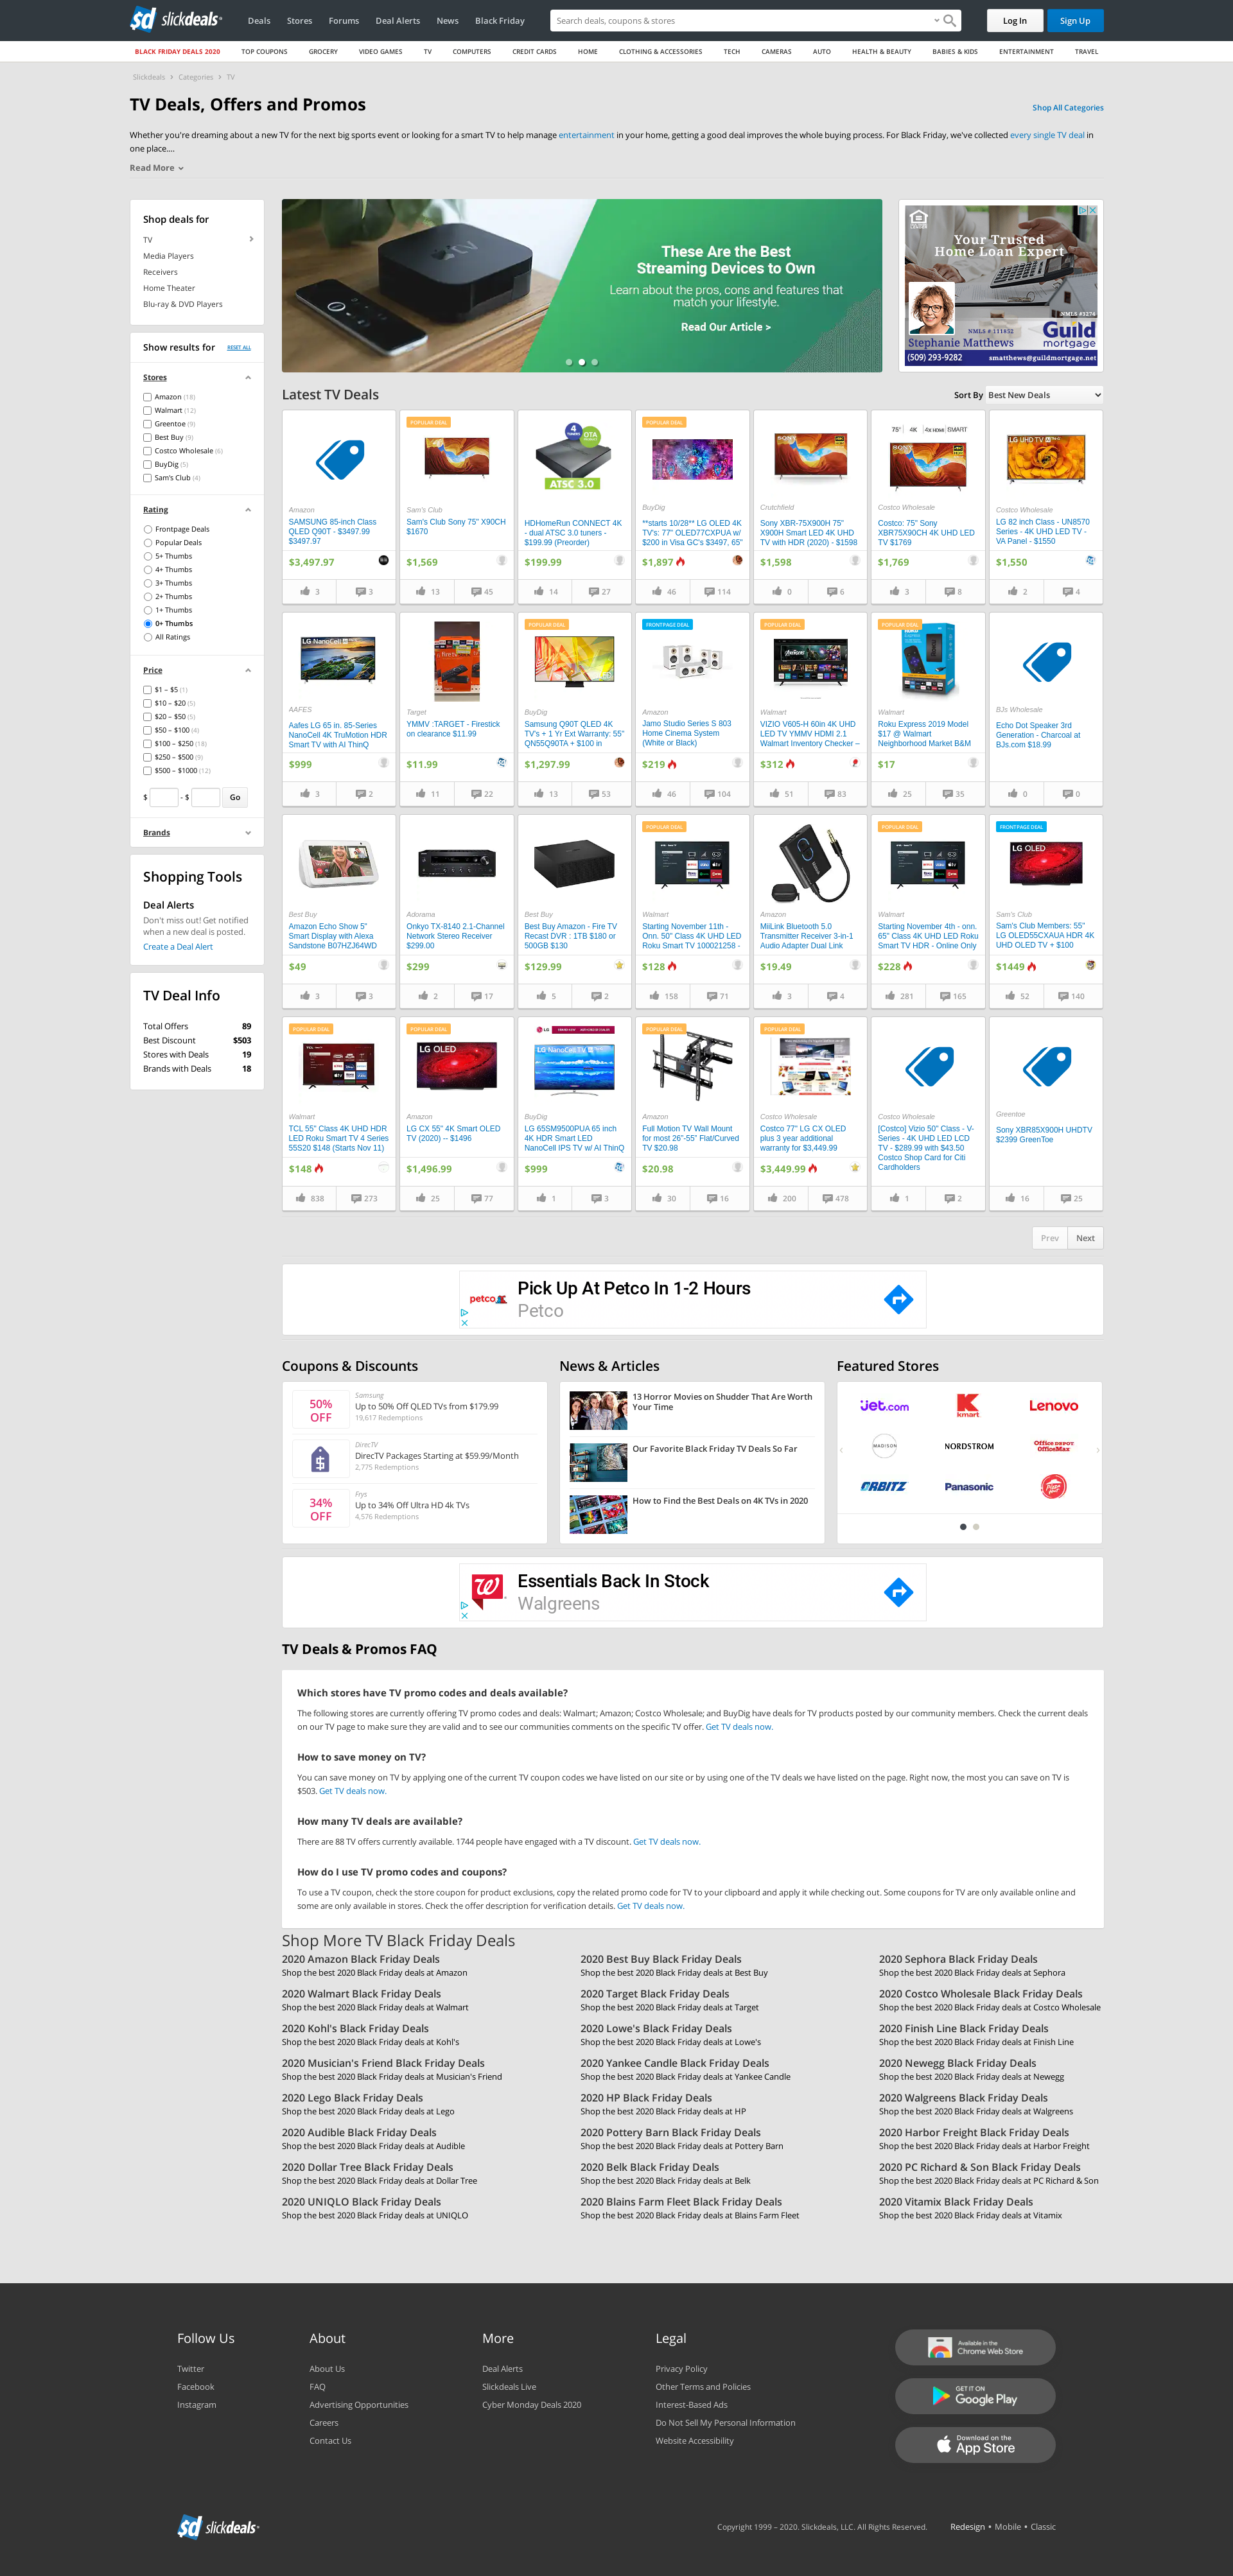 slickdeals
Deals
Stores
Forums
Deal Alerts
News
Black Friday
Search deals, coupons & stores
Log In
Sign Up
BLACK FRIDAY DEALS 2020
TOP COUPONS
GROCERY
VIDEO GAMES
TV
COMPUTERS
CREDIT CARDS
HOME
CLOTHING & ACCESSORIES
TECH
CAMERAS
AUTO
HEALTH & BEAUTY
BABIES & KIDS
ENTERTAINMENT
TRAVEL
Slickdeals > Categories > TV
TV Deals, Offers and Promos
Shop All Categories
Whether you're dreaming about a new TV for the next big sports event or looking for a smart TV to help manage entertainment in your home, getting a good deal improves the whole buying process. For Black Friday, we've collected every single TV deal in
one place....
Read More
Shop deals for
TV
Media Players
Receivers
Home Theater
Blu-ray & DVD Players
Show results for
RESET ALL
Stores
Amazon (18)
Walmart (12)
Greentoe (9)
Best Buy (9)
Costco Wholesale (6)
BuyDig (5)
Sam's Club (4)
Rating
Frontpage Deals
Popular Deals
5+ Thumbs
4+ Thumbs
3+ Thumbs
2+ Thumbs
1+ Thumbs
0+ Thumbs
All Ratings
Price
$1 – $5 (1)
$10 – $20 (5)
$20 – $50 (5)
$50 – $100 (4)
$100 – $250 (18)
$250 – $500 (9)
$500 – $1000 (12)
$ - $ Go
Brands
Shopping Tools
Deal Alerts
Don't miss out! Get notified
when a new deal is posted.
Create a Deal Alert
TV Deal Info
Total Offers 89
Best Discount $503
Stores with Deals 19
Brands with Deals 18
These Are the Best
Streaming Devices to Own
Learn about the pros, cons and features that
match your lifestyle.
Read Our Article >
Your Trusted
Home Loan Expert
NMLS #3274
NMLS # 111852
Guild
mortgage
Stephanie Matthews
(509) 293-9282
smatthews@guildmortgage.net
Latest TV Deals
Sort By Best New Deals
Amazon
SAMSUNG 85-inch Class
QLED Q90T - $3497.99
$3497.97
$3,497.97
3
3
POPULAR DEAL
Sam's Club
Sam's Club Sony 75" X90CH
$1670
$1,569
13
45
4
OTA
ATSC 3.0
HDHomeRun CONNECT 4K
- dual ATSC 3.0 tuners -
$199.99 (Preorder)
$199.99
14
27
POPULAR DEAL
BuyDig
**starts 10/28** LG OLED 4K
TV's: 77" OLED77CXPUA w/
$200 in Visa GC's $3497, 65"
$1,897
46
114
SONY
Crutchfield
Sony XBR-75X900H 75"
X900H Smart LED 4K UHD
TV with HDR (2020) - $1598
$1,598
0
6
75" 4K 4x HDMI SMART
SONY
Costco Wholesale
Costco: 75" Sony
XBR75X90CH 4K UHD LED
TV $1769
$1,769
3
8
LG UHD TV
Costco Wholesale
LG 82 inch Class - UN8570
Series - 4K UHD LED TV -
VA Panel - $1550
$1,550
2
4
LG NanoCell
AAFES
Aafes LG 65 in. 85-Series
NanoCell 4K TruMotion HDR
Smart TV with AI ThinQ
$999
3
2
Target
YMMV :TARGET - Firestick
on clearance $11.99
$11.99
11
22
POPULAR DEAL
BuyDig
Samsung Q90T QLED 4K
TV's + 1 Yr Ext Warranty: 55"
QN55Q90TA + $100 in
$1,297.99
13
53
FRONTPAGE DEAL
Amazon
Jamo Studio Series S 803
Home Cinema System
(White or Black)
$219
46
104
POPULAR DEAL
Walmart
VIZIO V605-H 60in 4K UHD
LED TV YMMV HDMI 2.1
Walmart Inventory Checker –
$312
51
83
POPULAR DEAL
Walmart
Roku Express 2019 Model
$17 @ Walmart
Neighborhood Market B&M
$17
25
35
BJs Wholesale
Echo Dot Speaker 3rd
Generation - Charcoal at
BJs.com $18.99
0
0
Best Buy
Amazon Echo Show 5"
Smart Display with Alexa
Sandstone B07HZJ64WD
$49
3
3
Adorama
Onkyo TX-8140 2.1-Channel
Network Stereo Receiver
$299.00
$299
2
17
Best Buy
Best Buy Amazon - Fire TV
Recast DVR : 1TB $180 or
500GB $130
$129.99
5
2
POPULAR DEAL
Walmart
Starting November 11th -
Onn. 50" Class 4K UHD LED
Roku Smart TV 100021258 -
$128
158
71
Amazon
MiiLink Bluetooth 5.0
Transmitter Receiver 3-in-1
Audio Adapter Dual Link
$19.49
3
4
POPULAR DEAL
Walmart
Starting November 4th - onn.
65" Class 4K UHD LED Roku
Smart TV HDR - Online Only
$228
281
165
FRONTPAGE DEAL
LG OLED
Sam's Club
Sam's Club Members: 55"
LG OLED55CXAUA HDR 4K
UHD OLED TV + $100
$1449
52
140
POPULAR DEAL
Walmart
TCL 55" Class 4K UHD HDR
LED Roku Smart TV 4 Series
55S20 $148 (Starts Nov 11)
$148
838
273
POPULAR DEAL
LG OLED
Amazon
LG CX 55" 4K Smart OLED
TV (2020) -- $1496
$1,496.99
25
77
LG NanoCell TV
BuyDig
LG 65SM9500PUA 65 inch
4K HDR Smart LED
NanoCell IPS TV w/ AI ThinQ
$999
1
3
POPULAR DEAL
Amazon
Full Motion TV Wall Mount
for most 26"-55" Flat/Curved
TV $20.98
$20.98
30
16
POPULAR DEAL
Costco Wholesale
Costco 77" LG CX OLED
plus 3 year additional
warranty for $3,449.99
$3,449.99
200
478
Costco Wholesale
[Costco] Vizio 50" Class - V-
Series - 4K UHD LED LCD
TV - $289.99 with $43.50
Costco Shop Card for Citi
Cardholders
1
2
Greentoe
Sony XBR85X900H UHDTV
$2399 GreenToe
16
25
Prev
Next
petco
Pick Up At Petco In 1-2 Hours
Petco
Coupons & Discounts
50%
OFF
Samsung
Up to 50% Off QLED TVs from $179.99
19,617 Redemptions
DirecTV
DirecTV Packages Starting at $59.99/Month
2,775 Redemptions
34%
OFF
Frys
Up to 34% Off Ultra HD 4k TVs
4,576 Redemptions
News & Articles
13 Horror Movies on Shudder That Are Worth
Your Time
Our Favorite Black Friday TV Deals So Far
How to Find the Best Deals on 4K TVs in 2020
Featured Stores
jet.com
kmart
Lenovo
MADISON
NORDSTROM
Office DEPOT
OfficeMax
ORBITZ
Panasonic
Pizza Hut
Essentials Back In Stock
Walgreens
TV Deals & Promos FAQ
Which stores have TV promo codes and deals available?
The following stores are currently offering TV promo codes and deals: Walmart; Amazon; Costco Wholesale; and BuyDig have deals for TV products posted by our community members. Check the current deals
on our TV page to make sure they are valid and to see our communities comments on the specific TV offer. Get TV deals now.
How to save money on TV?
You can save money on TV by applying one of the current TV coupon codes we have listed on our site or by using one of the TV deals we have listed on the page. Right now, the most you can save on TV is
$503. Get TV deals now.
How many TV deals are available?
There are 88 TV offers currently available. 1744 people have engaged with a TV discount. Get TV deals now.
How do I use TV promo codes and coupons?
To use a TV coupon, check the store coupon for product exclusions, copy the related promo code for TV to your clipboard and apply it while checking out. Some coupons for TV are only available online and
some are only available in stores. Check the offer description for verification details. Get TV deals now.
Shop More TV Black Friday Deals
2020 Amazon Black Friday Deals
Shop the best 2020 Black Friday deals at Amazon
2020 Best Buy Black Friday Deals
Shop the best 2020 Black Friday deals at Best Buy
2020 Sephora Black Friday Deals
Shop the best 2020 Black Friday deals at Sephora
2020 Walmart Black Friday Deals
Shop the best 2020 Black Friday deals at Walmart
2020 Target Black Friday Deals
Shop the best 2020 Black Friday deals at Target
2020 Costco Wholesale Black Friday Deals
Shop the best 2020 Black Friday deals at Costco Wholesale
2020 Kohl's Black Friday Deals
Shop the best 2020 Black Friday deals at Kohl's
2020 Lowe's Black Friday Deals
Shop the best 2020 Black Friday deals at Lowe's
2020 Finish Line Black Friday Deals
Shop the best 2020 Black Friday deals at Finish Line
2020 Musician's Friend Black Friday Deals
Shop the best 2020 Black Friday deals at Musician's Friend
2020 Yankee Candle Black Friday Deals
Shop the best 2020 Black Friday deals at Yankee Candle
2020 Newegg Black Friday Deals
Shop the best 2020 Black Friday deals at Newegg
2020 Lego Black Friday Deals
Shop the best 2020 Black Friday deals at Lego
2020 HP Black Friday Deals
Shop the best 2020 Black Friday deals at HP
2020 Walgreens Black Friday Deals
Shop the best 2020 Black Friday deals at Walgreens
2020 Audible Black Friday Deals
Shop the best 2020 Black Friday deals at Audible
2020 Pottery Barn Black Friday Deals
Shop the best 2020 Black Friday deals at Pottery Barn
2020 Harbor Freight Black Friday Deals
Shop the best 2020 Black Friday deals at Harbor Freight
2020 Dollar Tree Black Friday Deals
Shop the best 2020 Black Friday deals at Dollar Tree
2020 Belk Black Friday Deals
Shop the best 2020 Black Friday deals at Belk
2020 PC Richard & Son Black Friday Deals
Shop the best 2020 Black Friday deals at PC Richard & Son
2020 UNIQLO Black Friday Deals
Shop the best 2020 Black Friday deals at UNIQLO
2020 Blains Farm Fleet Black Friday Deals
Shop the best 2020 Black Friday deals at Blains Farm Fleet
2020 Vitamix Black Friday Deals
Shop the best 2020 Black Friday deals at Vitamix
Follow Us
Twitter
Facebook
Instagram
About
About Us
FAQ
Advertising Opportunities
Careers
Contact Us
More
Deal Alerts
Slickdeals Live
Cyber Monday Deals 2020
Legal
Privacy Policy
Other Terms and Policies
Interest-Based Ads
Do Not Sell My Personal Information
Website Accessibility
Available in the
Chrome Web Store
GET IT ON
Google Play
Download on the
App Store
slickdeals
Copyright 1999 – 2020. Slickdeals, LLC. All Rights Reserved.
Redesign • Mobile • Classic